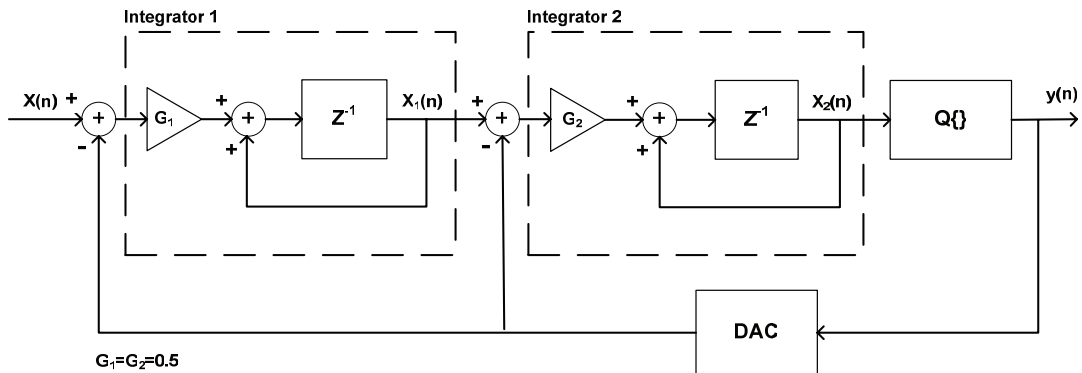 Integrator 1
Integrator 2
X(n)
+
+
-
G₁
+
+
+
Z⁻¹
X₁(n)
+
+
-
G₂
+
+
+
Z⁻¹
X₂(n)
Q{}
y(n)
DAC
G₁=G₂=0.5